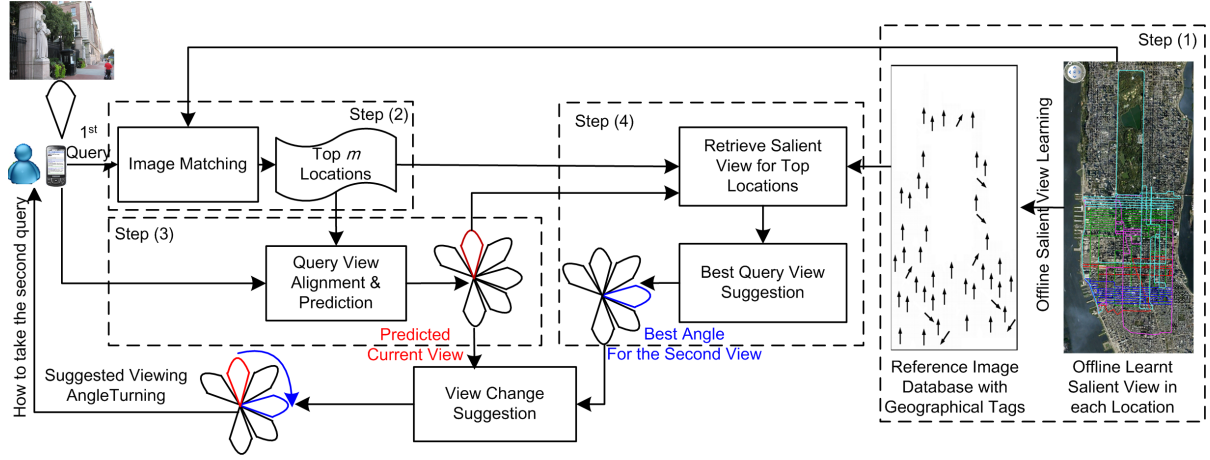 Step (1)
1st
Query
Step (2)
Image Matching
Top m
Locations
Step (4)
Retrieve Salient
View for Top
Locations
Offline Salient View Learning
Step (3)
Query View
Alignment &
Prediction
Best Query View
Suggestion
How to take the second query
Predicted
Current View
Best Angle
For the Second View
Suggested Viewing
AngleTurning
View Change
Suggestion
Reference Image
Database with
Geographical Tags
Offline Learnt
Salient View in
each Location